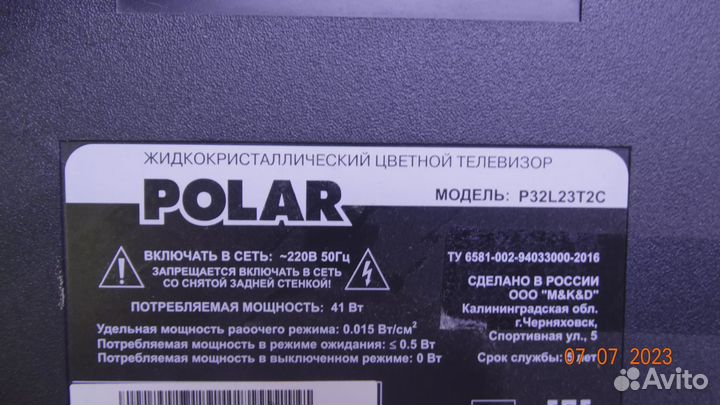 ЖИДКОКРИСТАЛЛИЧЕСКИЙ ЦВЕТНОЙ ТЕЛЕВИЗОР
POLAR
МОДЕЛЬ: P32L23T2C
ВКЛЮЧАТЬ В СЕТЬ: ~220В 50Гц
ЗАПРЕЩАЕТСЯ ВКЛЮЧАТЬ В СЕТЬ
СО СНЯТОЙ ЗАДНЕЙ СТЕНКОЙ!
ПОТРЕБЛЯЕМАЯ МОЩНОСТЬ: 41 Вт
Удельная мощность рабочего режима: 0.015 Вт/см²
Потребляемая мощность в режиме ожидания: ≤ 0.5 Вт
Потребляемая мощность в выключенном режиме: 0 Вт
ТУ 6581-002-94033000-2016
СДЕЛАНО В РОССИИ
ООО "M&K&D"
Калининградская обл.
г.Черняховск,
Спортивная ул., 5
Срок службы: 5 лет
07 07 2023
Avito